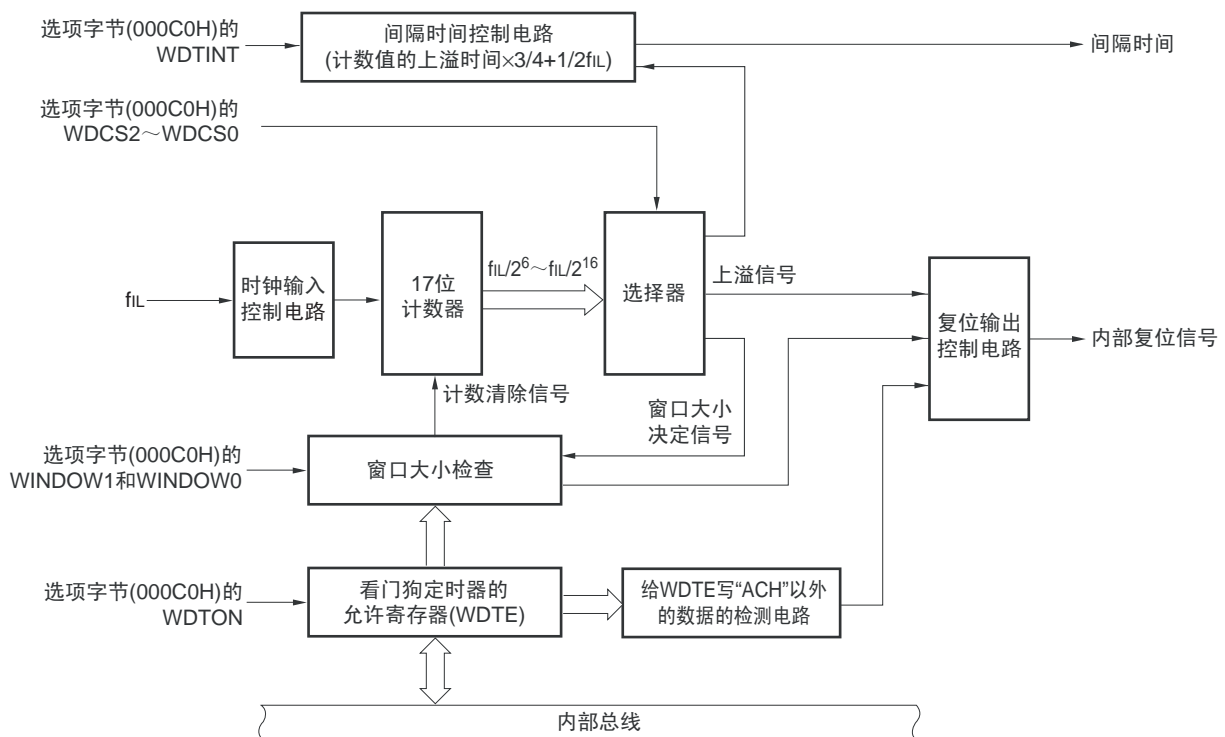 选项字节(000C0H)的
WDTINT
间隔时间控制电路
(计数值的上溢时间×3/4+1/2fIL)
间隔时间
选项字节(000C0H)的
WDCS2～WDCS0
fIL
时钟输入
控制电路
17位
计数器
fIL/2⁶～fIL/2¹⁶
选择器
上溢信号
复位输出
控制电路
内部复位信号
计数清除信号
窗口大小
决定信号
选项字节(000C0H)的
WINDOW1和WINDOW0
窗口大小检查
选项字节(000C0H)的
WDTON
看门狗定时器的
允许寄存器(WDTE)
给WDTE写“ACH”以外
的数据的检测电路
内部总线